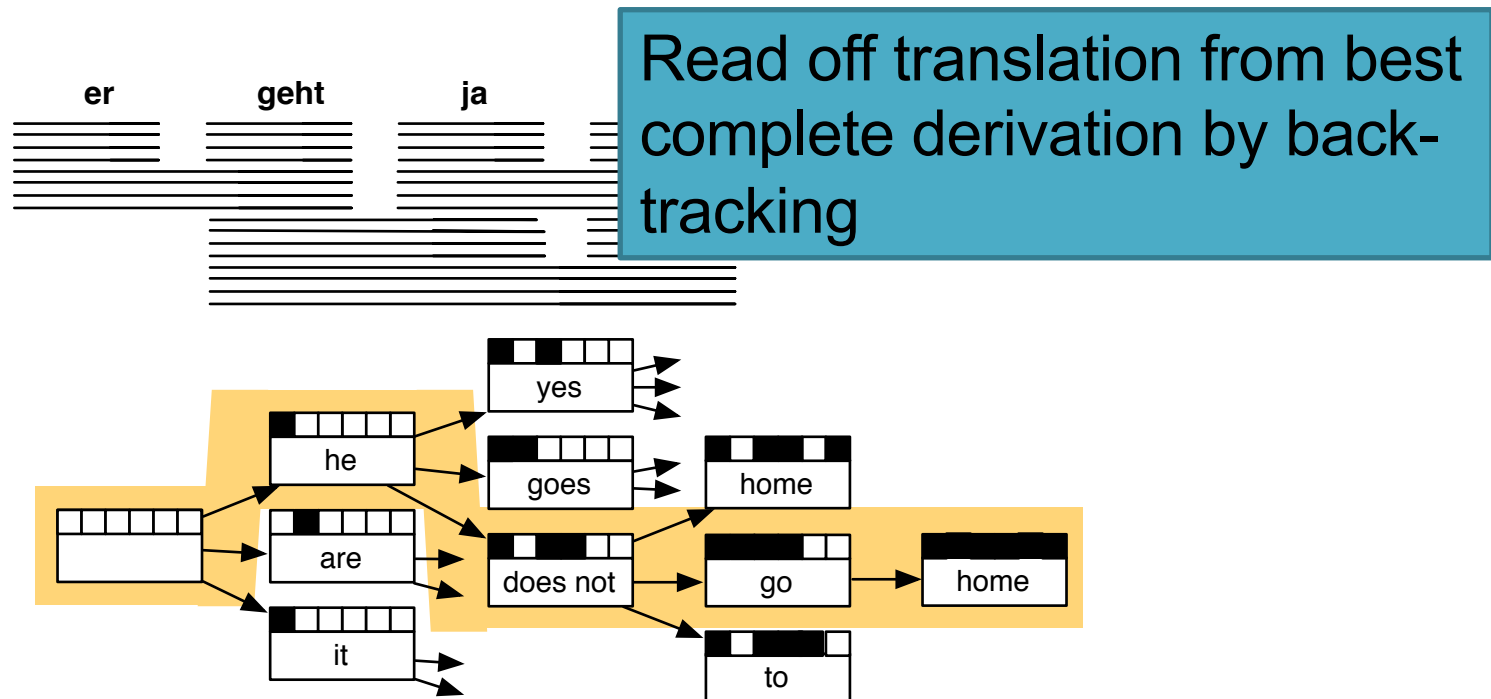 er geht ja
Read off translation from best
complete derivation by back-
tracking
yes
he
goes
home
are
does not
go
home
it
to